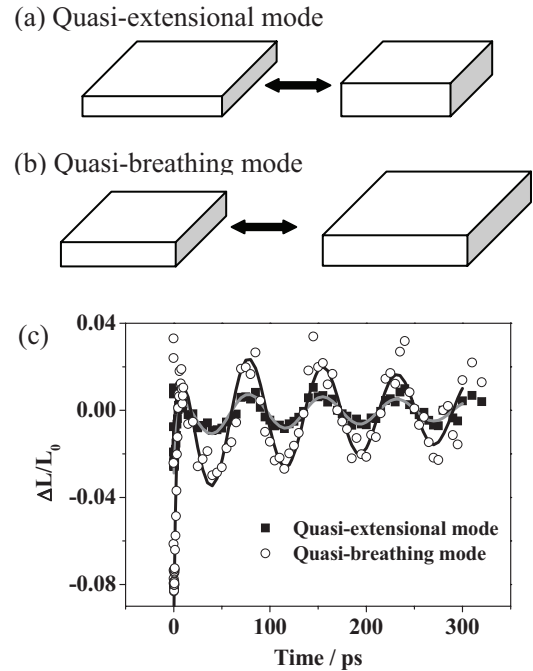 (a) Quasi-extensional mode
(b) Quasi-breathing mode
(c)
0.04
0.00
-0.04
-0.08
ΔL/L₀
Quasi-extensional mode
Quasi-breathing mode
0 100 200 300
Time / ps